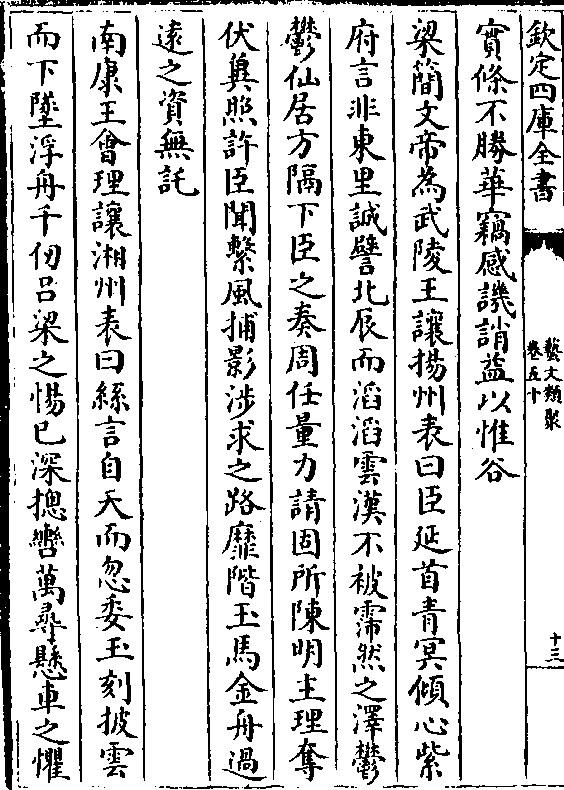 欽定四庫全書
藝文類聚
卷五十
十三
實條不勝華竊感譏誚益以惟谷
梁簡文帝為武陵王讓揚州表曰臣延首青冥傾心紫
府言非東里誠譬北辰而滔滔雲漢不被霈然之澤鬱
鬱仙居方隔下臣之奏周任量力請固所陳明主理奪
伏冀照許臣聞繫風捕影涉求之路靡階玉馬金舟過
逺之資無託
南康王㑹理讓湘州表曰絲言自天而忽委玉刻披雲
而下墜浮舟千仞吕梁之惕已深摠轡萬尋懸車之懼